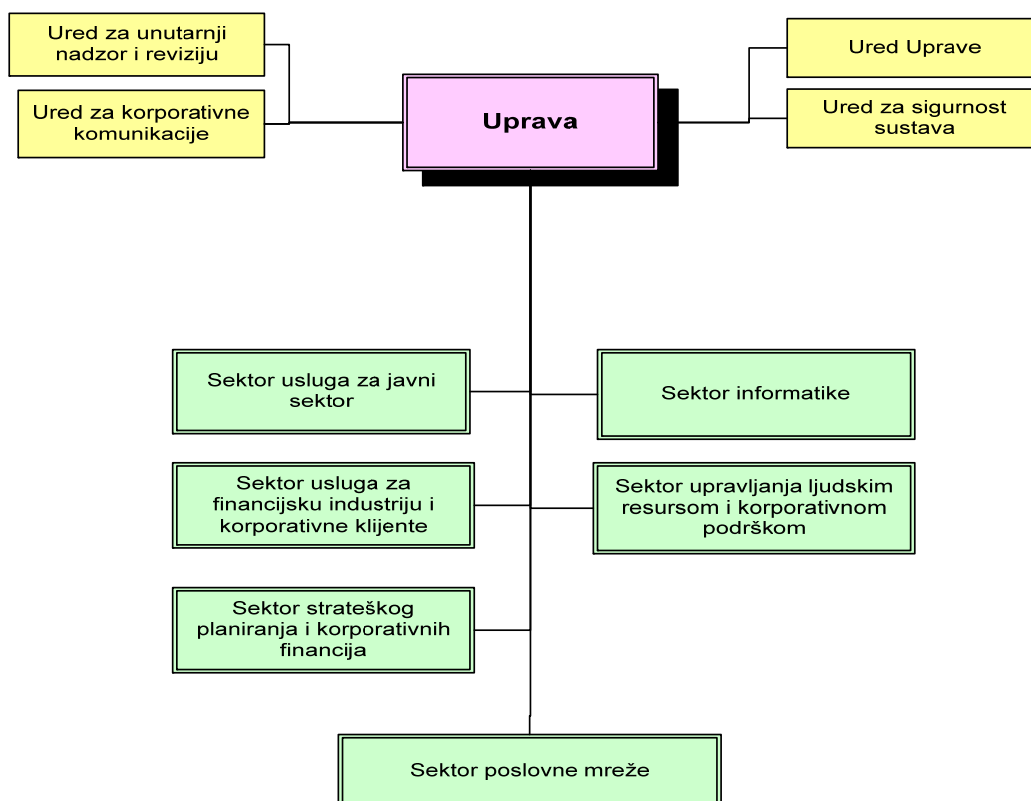 Ured za unutarnji
nadzor i reviziju
Ured za korporativne
komunikacije
Uprava
Ured Uprave
Ured za sigurnost
sustava
Sektor usluga za javni
sektor
Sektor informatike
Sektor usluga za
financijsku industriju i
korporativne klijente
Sektor upravljanja ljudskim
resursom i korporativnom
podrškom
Sektor strateškog
planiranja i korporativnih
financija
Sektor poslovne mreže